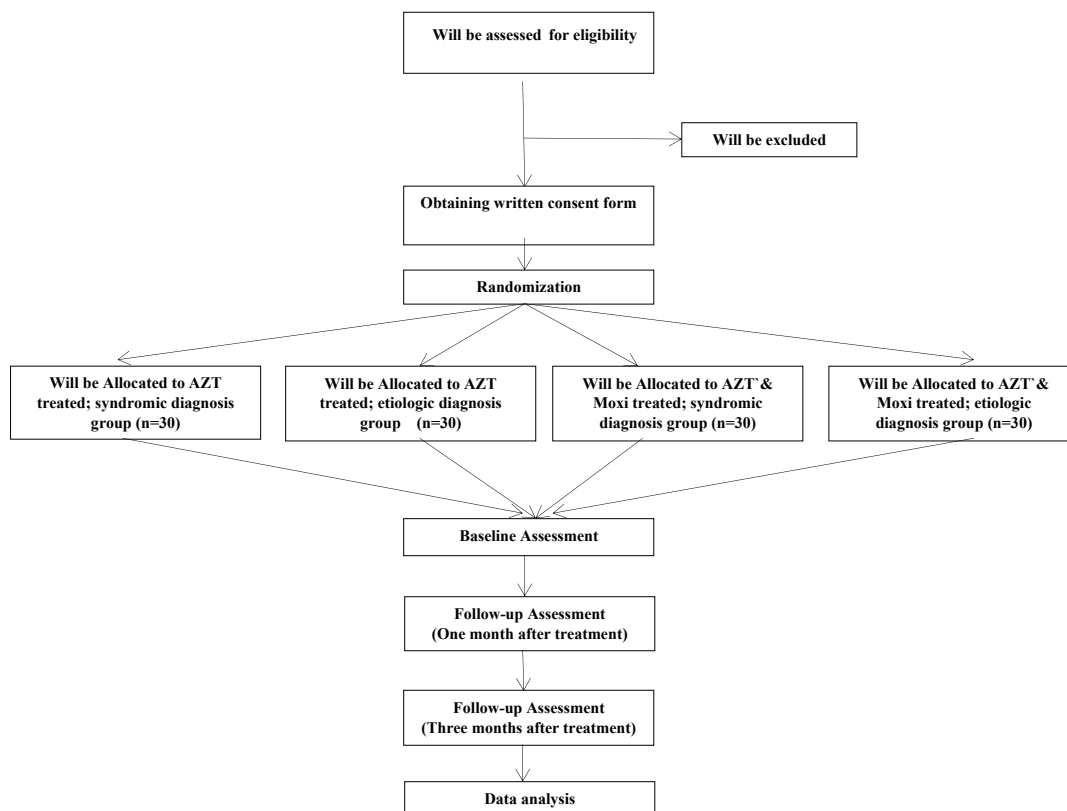 Will be assessed for eligibility
Will be excluded
Obtaining written consent form
Randomization
Will be Allocated to AZT
treated; syndromic diagnosis
group (n=30)
Will be Allocated to AZT
treated; etiologic diagnosis
group (n=30)
Will be Allocated to AZT`&
Moxi treated; syndromic
diagnosis group (n=30)
Will be Allocated to AZT`&
Moxi treated; etiologic
diagnosis group (n=30)
Baseline Assessment
Follow-up Assessment
(One month after treatment)
Follow-up Assessment
(Three months after treatment)
Data analysis